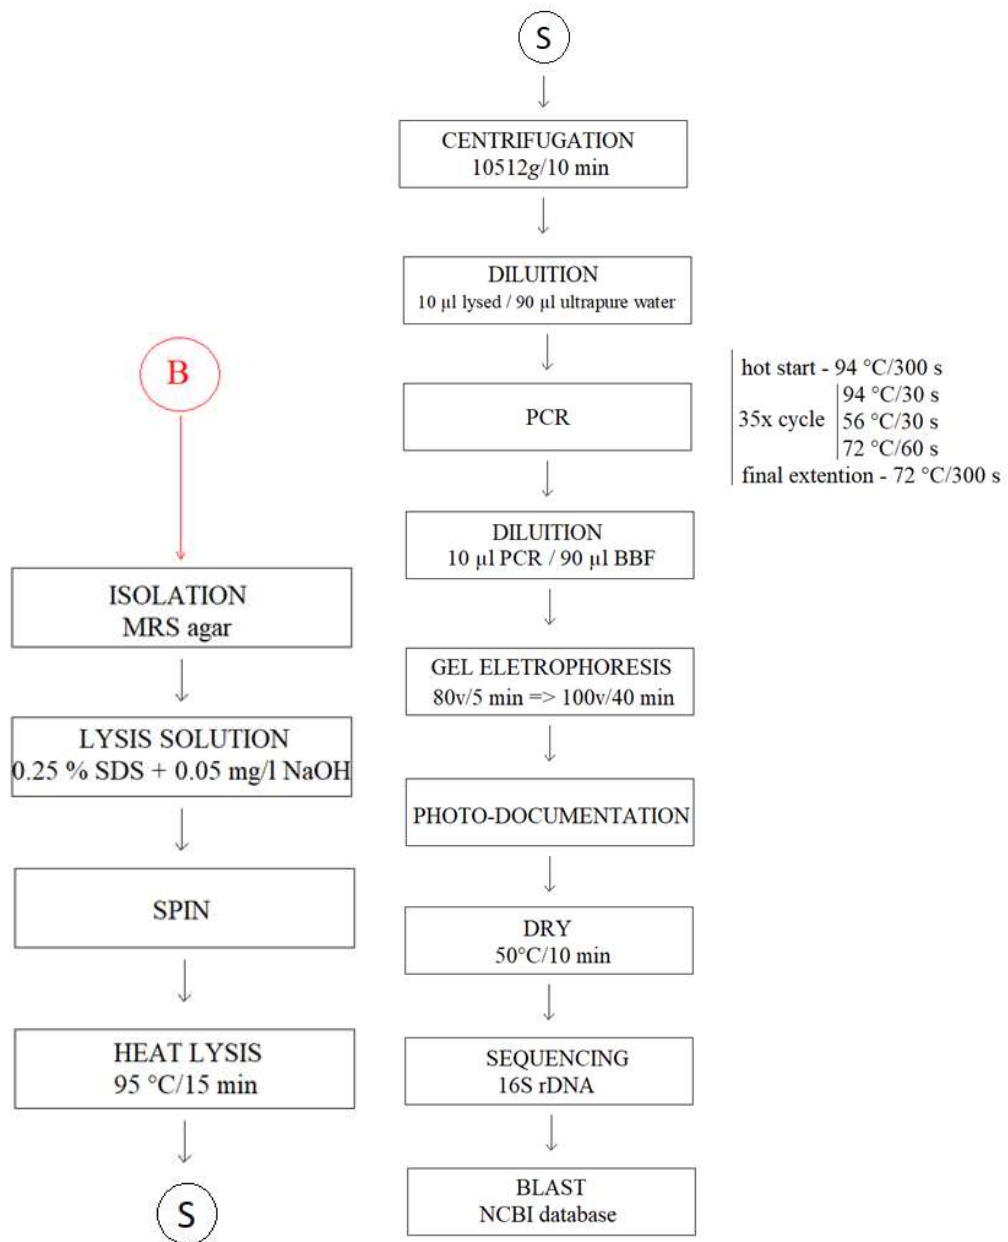 B
ISOLATION
MRS agar
LYSIS SOLUTION
0.25 % SDS + 0.05 mg/l NaOH
SPIN
HEAT LYSIS
95 °C/15 min
S
S
CENTRIFUGATION
10512g/10 min
DILUITION
10 µl lysed / 90 µl ultrapure water
PCR
hot start - 94 °C/300 s
94 °C/30 s
35x cycle
56 °C/30 s
72 °C/60 s
final extention - 72 °C/300 s
DILUITION
10 µl PCR / 90 µl BBF
GEL ELETROPHORESIS
80v/5 min => 100v/40 min
PHOTO-DOCUMENTATION
DRY
50°C/10 min
SEQUENCING
16S rDNA
BLAST
NCBI database